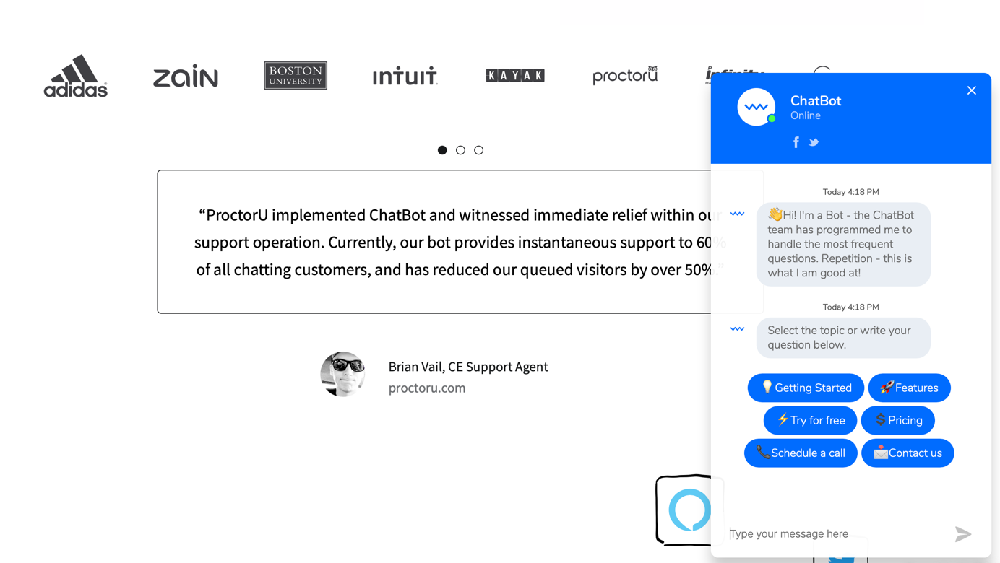 adidas
zain
BOSTON
UNIVERSITY
intuit.
KAYAK
proctoru
infinity
“ProctorU implemented ChatBot and witnessed immediate relief within our
support operation. Currently, our bot provides instantaneous support to 60%
of all chatting customers, and has reduced our queued visitors by over 50%.”
Brian Vail, CE Support Agent
proctoru.com
ChatBot
Online
Today 4:18 PM
👋Hi! I'm a Bot - the ChatBot
team has programmed me to
handle the most frequent
questions. Repetition - this is
what I am good at!
Today 4:18 PM
Select the topic or write your
question below.
💡Getting Started
🚀Features
⚡Try for free
💲Pricing
📞Schedule a call
📩Contact us
Type your message here